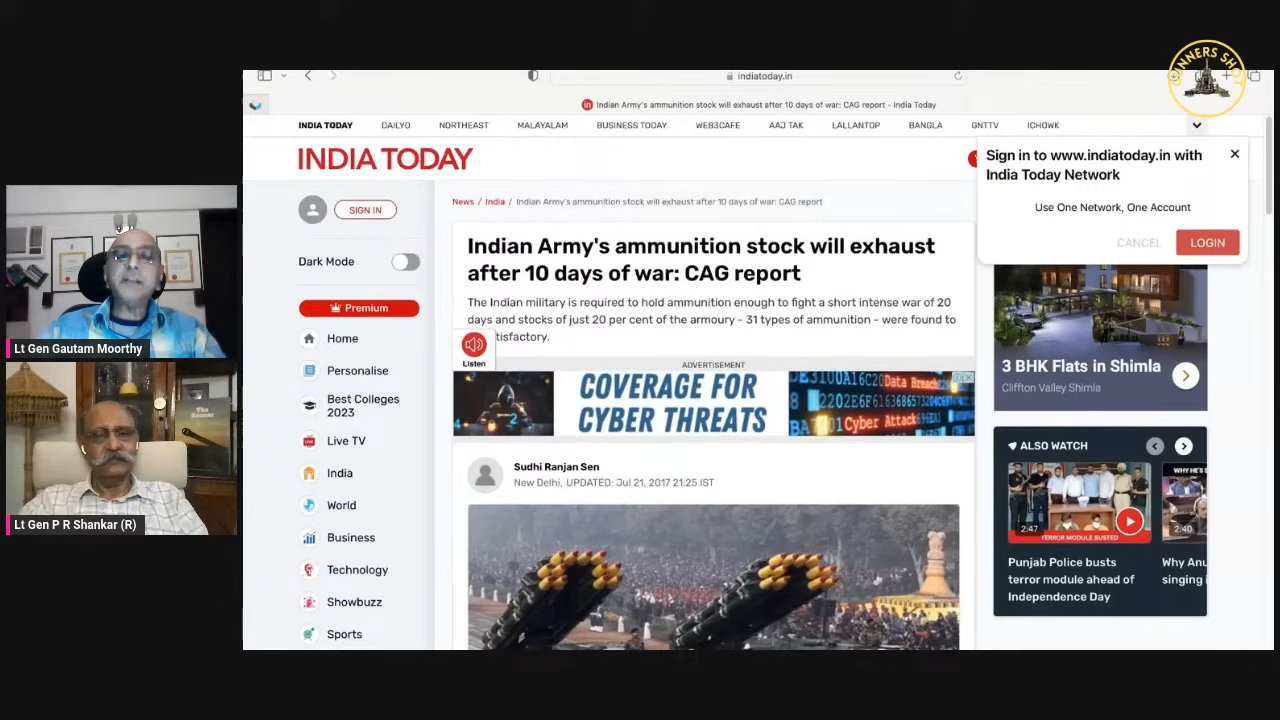 GUNNERS SHOT
indiatoday.in
Indian Army's ammunition stock will exhaust after 10 days of war: CAG report - India Today
INDIA TODAY
DAILYO
NORTHEAST
MALAYALAM
BUSINESS TODAY
WEB3CAFE
AAJ TAK
LALLANTOP
BANGLA
GNTTV
ICHOWK
INDIA TODAY
Sign in to www.indiatoday.in with
India Today Network
Use One Network, One Account
CANCEL
LOGIN
SIGN IN
Dark Mode
Premium
Home
Personalise
Best Colleges
2023
Live TV
India
World
Business
Technology
Showbuzz
Sports
News / India / Indian Army's ammunition stock will exhaust after 10 days of war: CAG report
Indian Army's ammunition stock will exhaust
after 10 days of war: CAG report
The Indian military is required to hold ammunition enough to fight a short intense war of 20
days and stocks of just 20 per cent of the armoury - 31 types of ammunition - were found to
tisfactory.
Listen
ADVERTISEMENT
COVERAGE FOR
CYBER THREATS
Data Breach
Cyber Attack
Sudhi Ranjan Sen
New Delhi, UPDATED: Jul 21, 2017 21:25 IST
3 BHK Flats in Shimla
Cliffton Valley Shimla
ALSO WATCH
2:47
TERROR MODULE BUSTED
Punjab Police busts
terror module ahead of
Independence Day
WHY HE'S
2:40
Why Anu
singing i
Lt Gen Gautam Moorthy
Lt Gen P R Shankar (R)